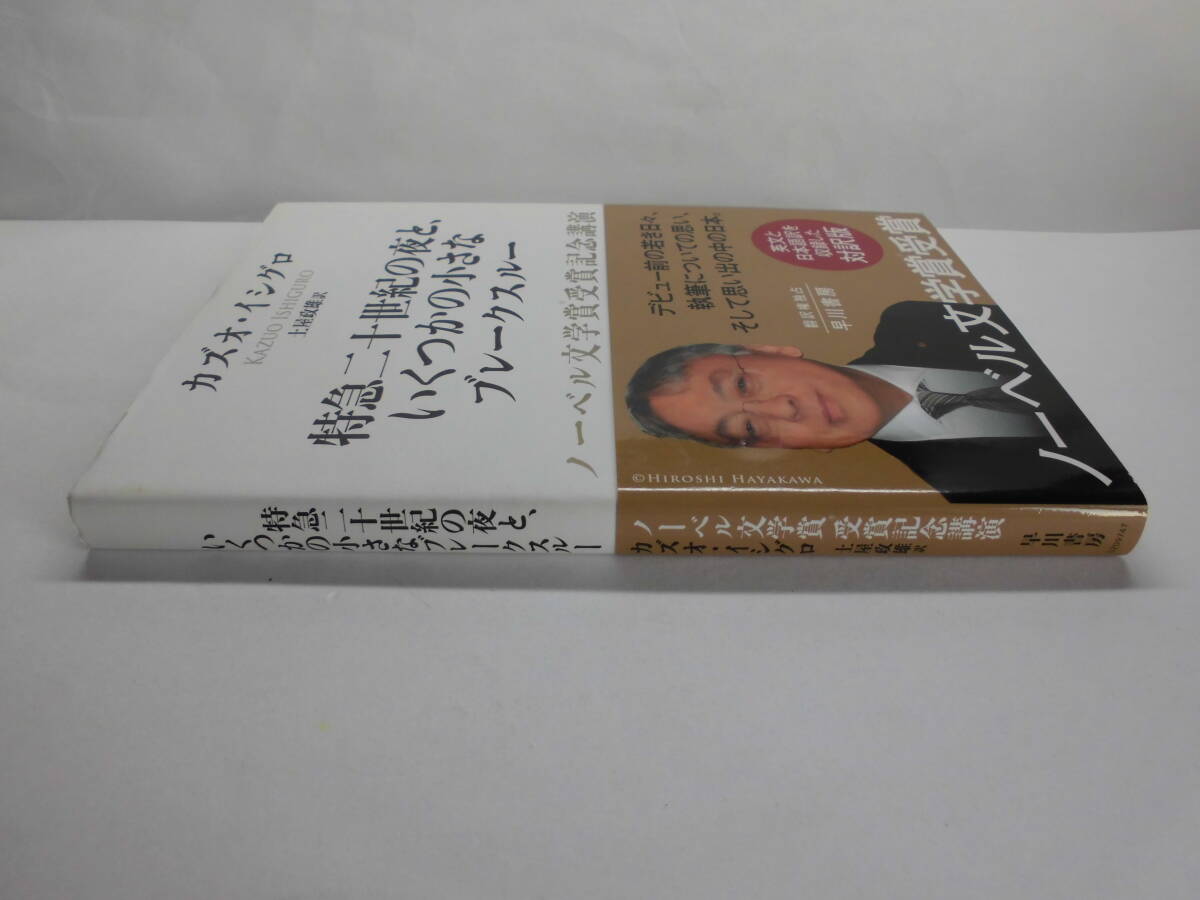 カズオ・イシグロ
KAZUO ISHIGURO
土屋政雄訳
特急二十世紀の夜と、
いくつかの小さな
ブレークスルー
ノーベル文学賞受賞記念講演
デビュー前の若き日々、
執筆についての思い、
そして思い出の中の日本。
英文と
日本語訳を
収録した
対訳版
翻訳権独占
早川書房
ノーベル文学賞受賞
©HIROSHI HAYAKAWA
特急二十世紀の夜と、
いくつかの小さなブレークスルー
ノーベル文学賞 受賞記念講演
カズオ・イシグロ
土屋政雄訳
早川書房